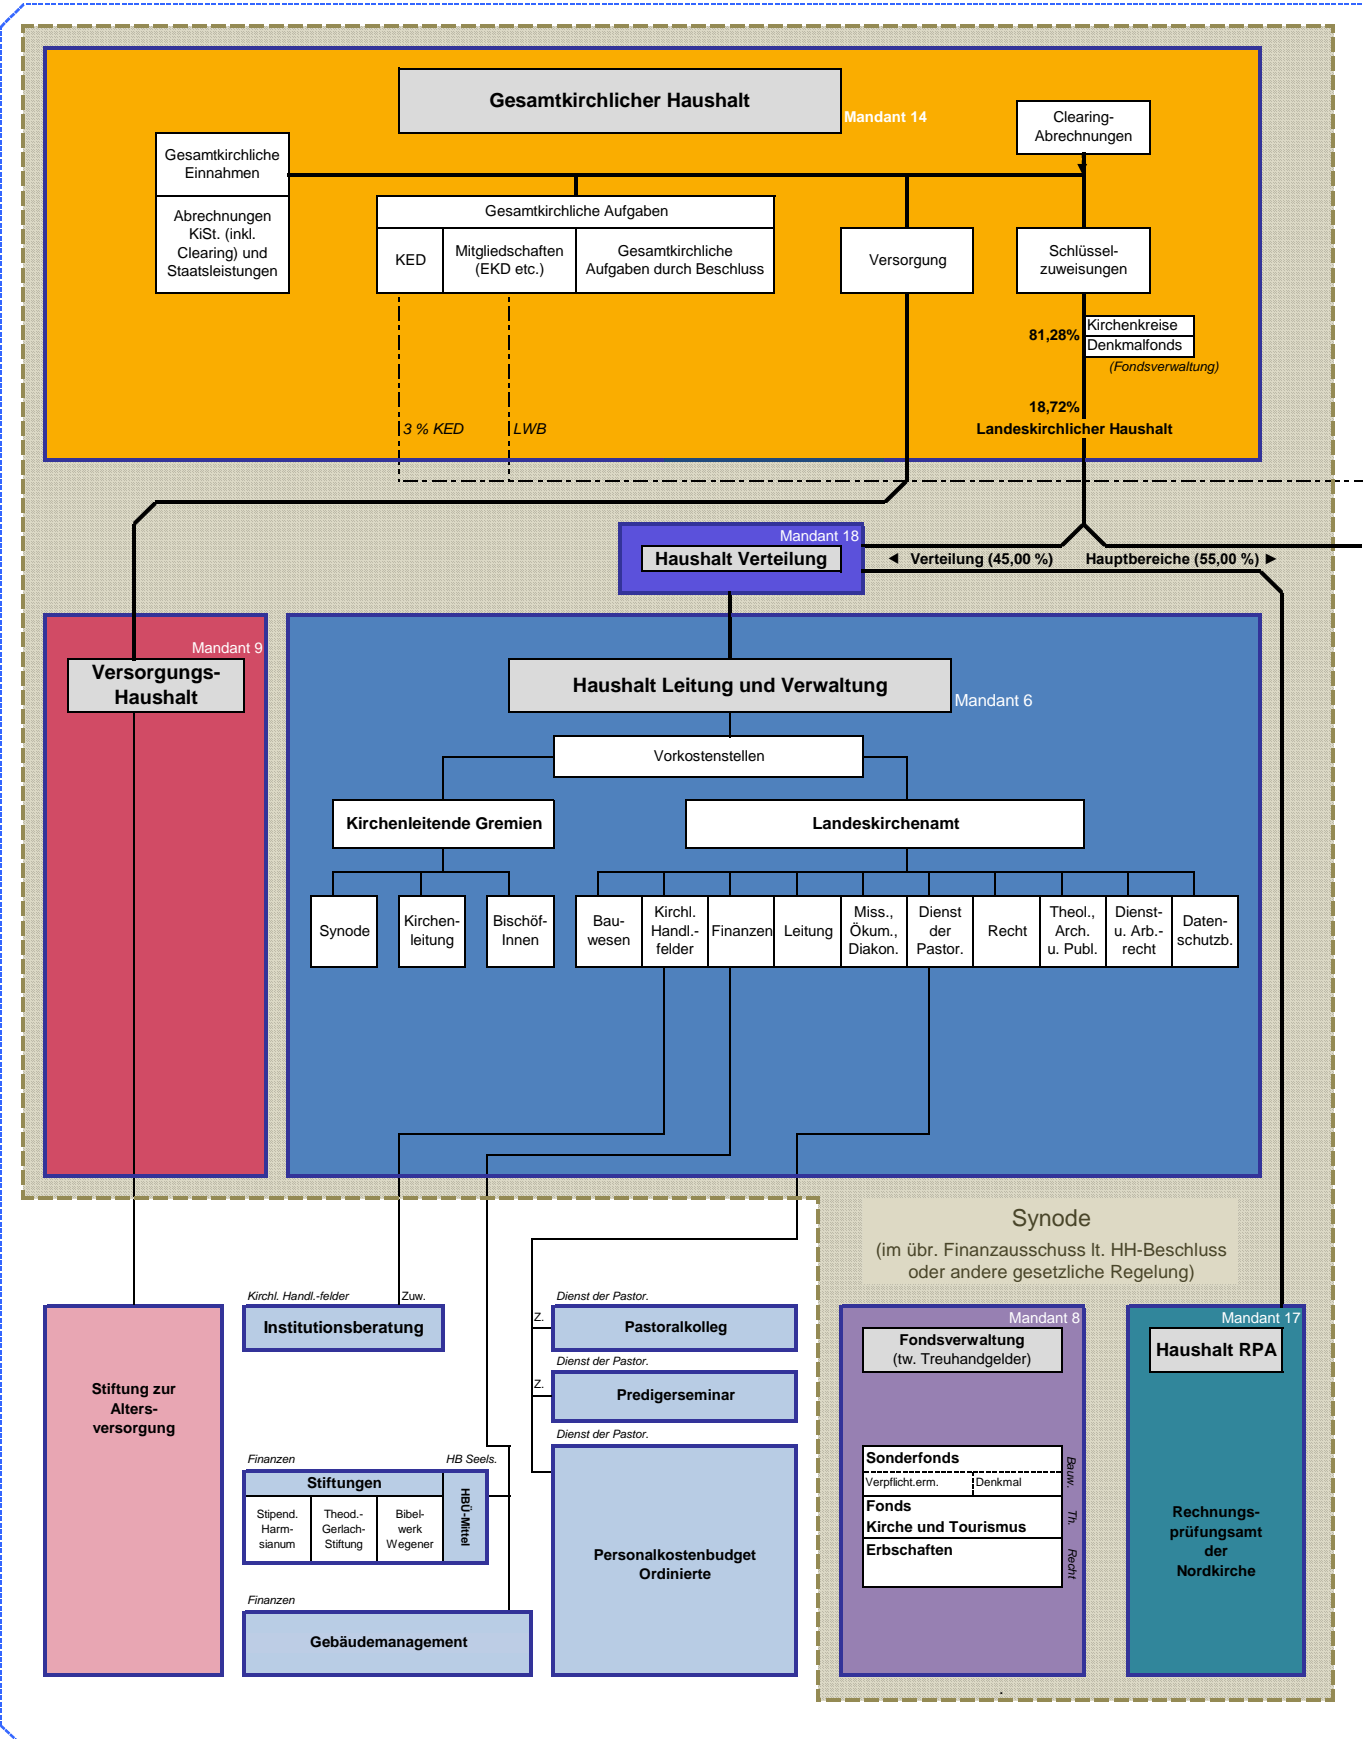 Gesamtkirchlicher Haushalt
Mandant 14
Clearing-
Abrechnungen
Gesamtkirchliche
Einnahmen
Abrechnungen
KiSt. (inkl.
Clearing) und
Staatsleistungen
Gesamtkirchliche Aufgaben
KED
Mitgliedschaften
(EKD etc.)
Gesamtkirchliche
Aufgaben durch Beschluss
Versorgung
Schlüssel-
zuweisungen
81,28%
Kirchenkreise
Denkmalfonds
(Fondsverwaltung)
18,72%
Landeskirchlicher Haushalt
3 % KED
LWB
Mandant 18
Haushalt Verteilung
◄ Verteilung (45,00 %)
Hauptbereiche (55,00 %) ►
Mandant 9
Versorgungs-
Haushalt
Haushalt Leitung und Verwaltung
Mandant 6
Vorkostenstellen
Kirchenleitende Gremien
Landeskirchenamt
Synode
Kirchen-
leitung
Bischöf-
Innen
Bau-
wesen
Kirchl.
Handl.-
felder
Finanzen
Leitung
Miss.,
Ökum.,
Diakon.
Dienst
der
Pastor.
Recht
Theol.,
Arch.
u. Publ.
Dienst-
u. Arb.-
recht
Daten-
schutzb.
Synode
(im übr. Finanzausschuss lt. HH-Beschluss
oder andere gesetzliche Regelung)
Stiftung zur
Alters-
versorgung
Kirchl. Handl.-felder
Zuw.
Institutionsberatung
Finanzen
HB Seels.
Stiftungen
Stipend.
Harm-
sianum
Theod.-
Gerlach-
Stiftung
Bibel-
werk
Wegener
HBÜ-Mittel
Finanzen
Gebäudemanagement
Dienst der Pastor.
Z.
Pastoralkolleg
Dienst der Pastor.
Z.
Predigerseminar
Dienst der Pastor.
Personalkostenbudget
Ordinierte
Mandant 8
Fondsverwaltung
(tw. Treuhandgelder)
Sonderfonds
Verpflicht.erm.
Denkmal
Bauw.
Fonds
Kirche und Tourismus
Th.
Erbschaften
Recht
Mandant 17
Haushalt RPA
Rechnungs-
prüfungsamt
der
Nordkirche
.